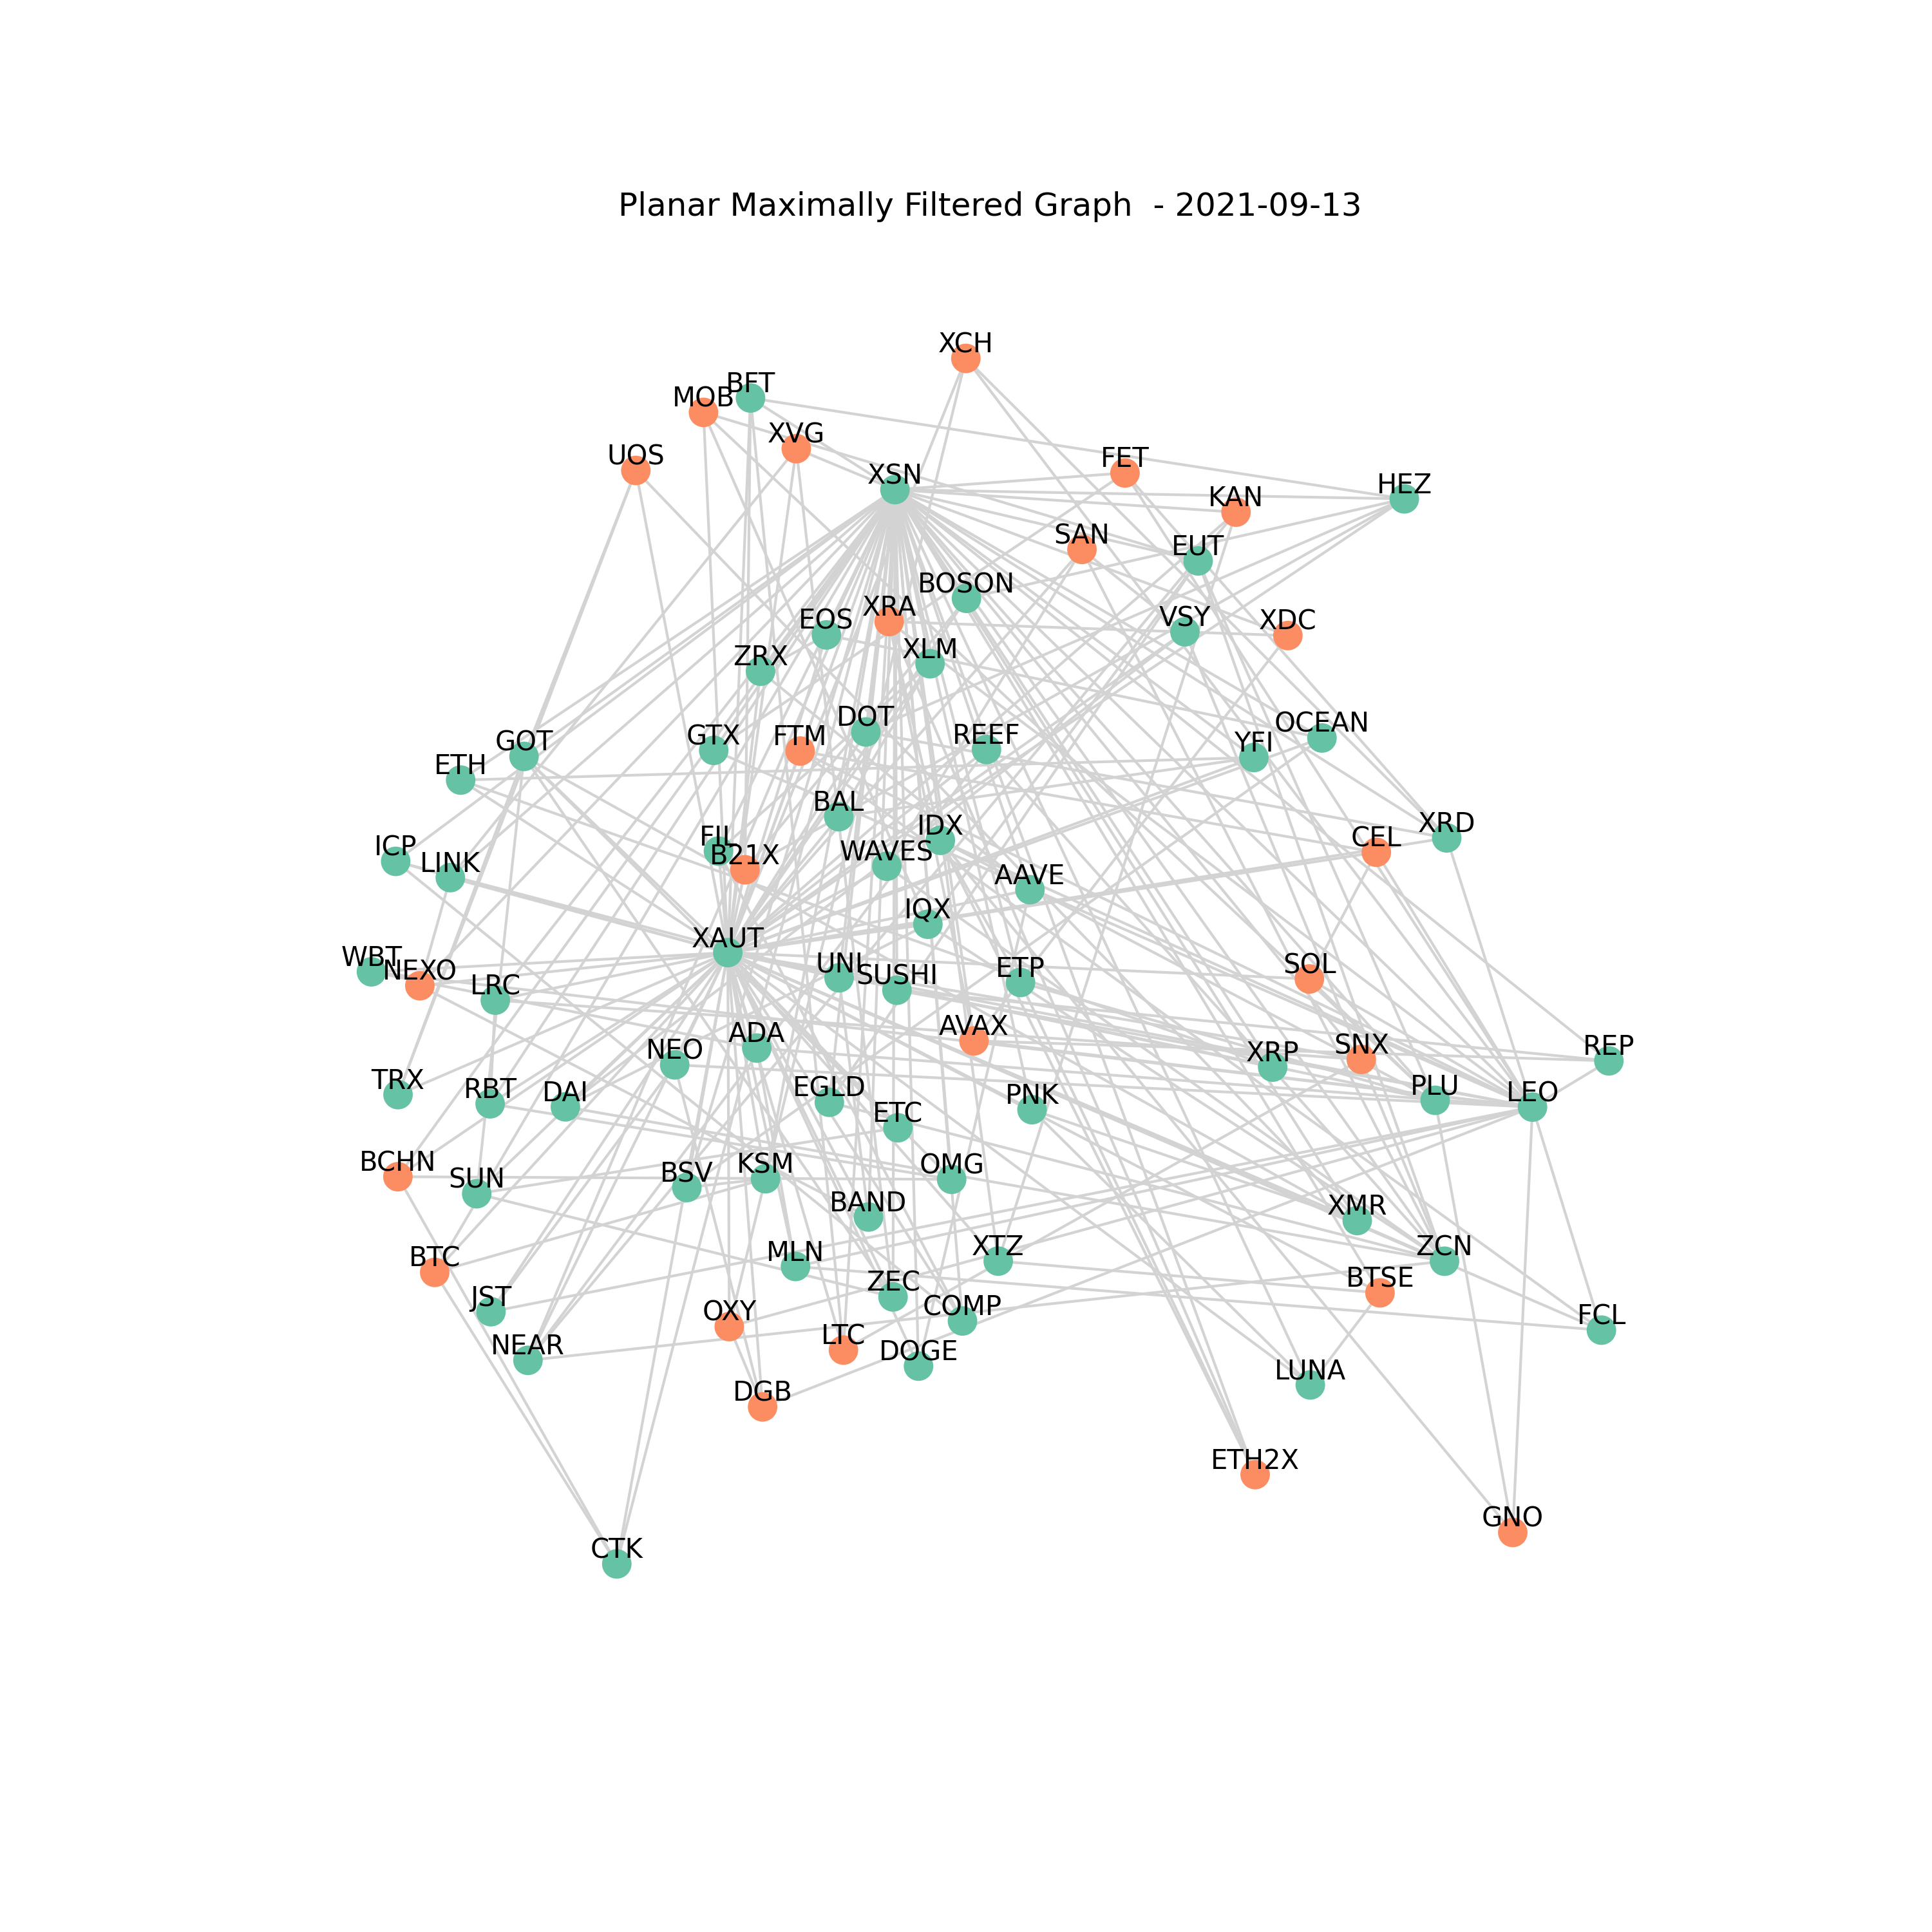 Planar Maximally Filtered Graph  - 2021-09-13
XCH
BFT
MOB
XVG
UOS
FET
XSN
HEZ
KAN
SAN
EUT
BOSON
XRA
EOS
VSY
XDC
XLM
ZRX
DOT
OCEAN
GTX
FTM
REEF
GOT
YFI
ETH
BAL
IDX
XRD
FIL
CEL
ICP
B21X
WAVES
LINK
AAVE
IQX
XAUT
WBT
NEXO
UNI
SUSHI
ETP
SOL
LRC
AVAX
ADA
NEO
XRP
SNX
REP
TRX
RBT
DAI
EGLD
ETC
PNK
PLU
LEO
BCHN
SUN
BSV
KSM
OMG
BAND
XMR
BTC
MLN
XTZ
ZCN
JST
ZEC
BTSE
OXY
COMP
FCL
NEAR
LTC
DOGE
LUNA
DGB
ETH2X
GNO
CTK